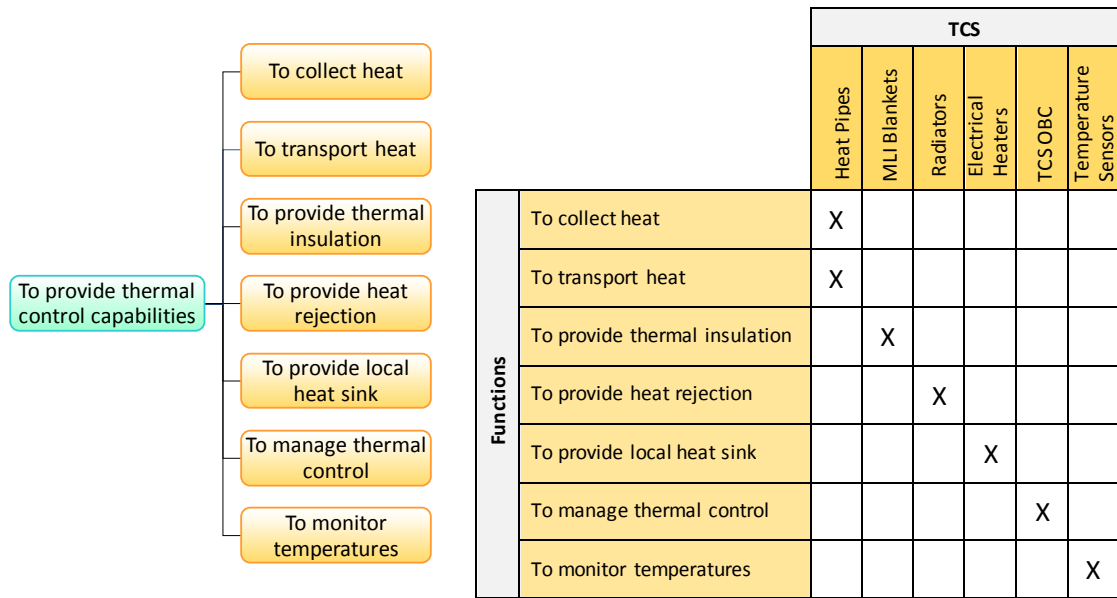 To provide thermal
control capabilities
To collect heat
To transport heat
To provide thermal
insulation
To provide heat
rejection
To provide local
heat sink
To manage thermal
control
To monitor
temperatures
TCS
Heat Pipes
MLI Blankets
Radiators
Electrical
Heaters
TCS OBC
Temperature
Sensors
Functions
To collect heat X
To transport heat X
To provide thermal insulation X
To provide heat rejection X
To provide local heat sink X
To manage thermal control X
To monitor temperatures X